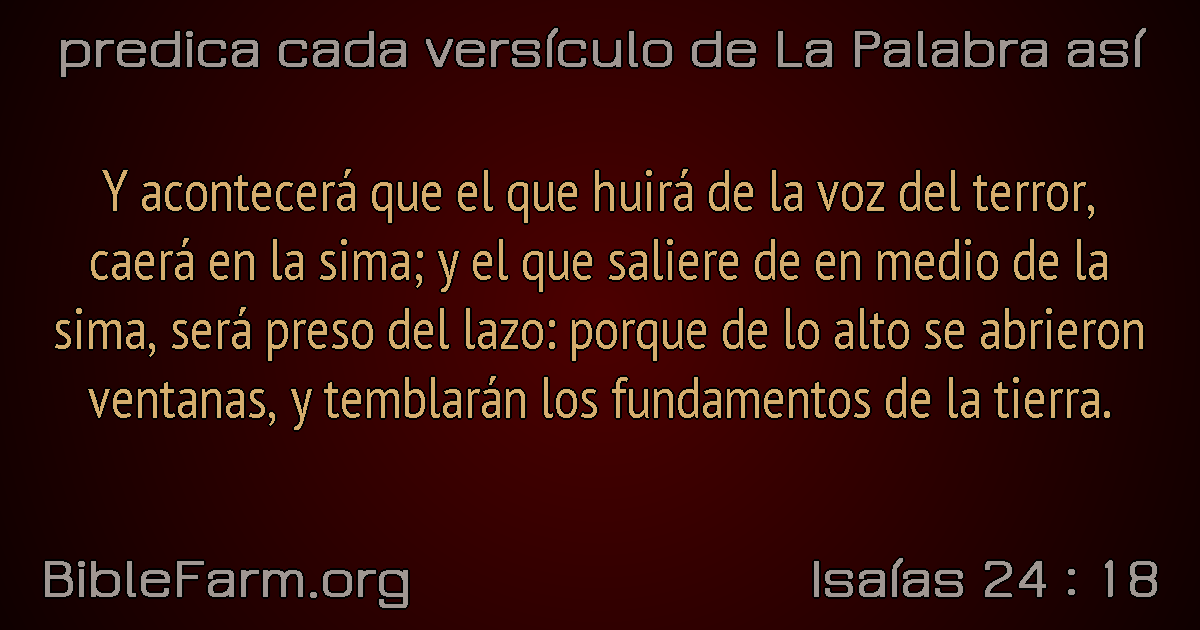 predica cada versículo de La Palabra así
Y acontecerá que el que huirá de la voz del terror,
caerá en la sima; y el que saliere de en medio de la
sima, será preso del lazo: porque de lo alto se abrieron
ventanas, y temblarán los fundamentos de la tierra.
BibleFarm.org
Isaías 24 : 18